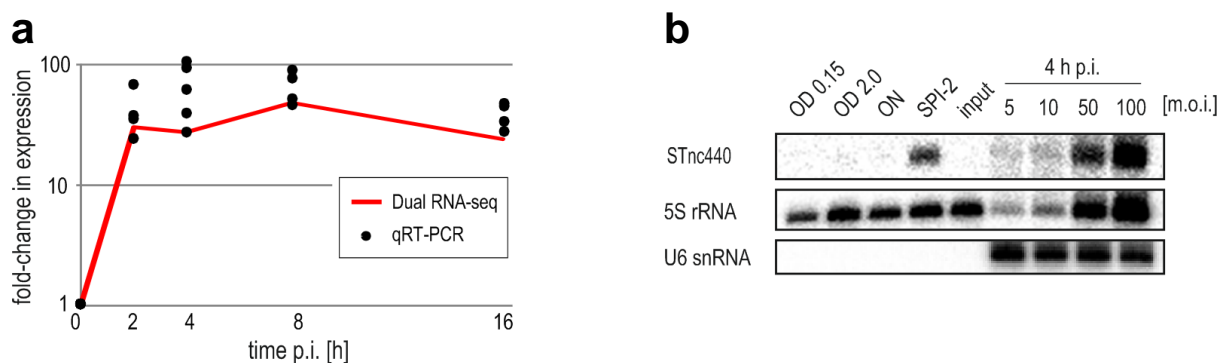 a
fold-change in expression
100
10
1
0
2
4
8
16
time p.i. [h]
Dual RNA-seq
qRT-PCR
b
OD 0.15
OD 2.0
ON
SPI-2
input
4 h p.i.
5 10 50 100 [m.o.i.]
STnc440
5S rRNA
U6 snRNA